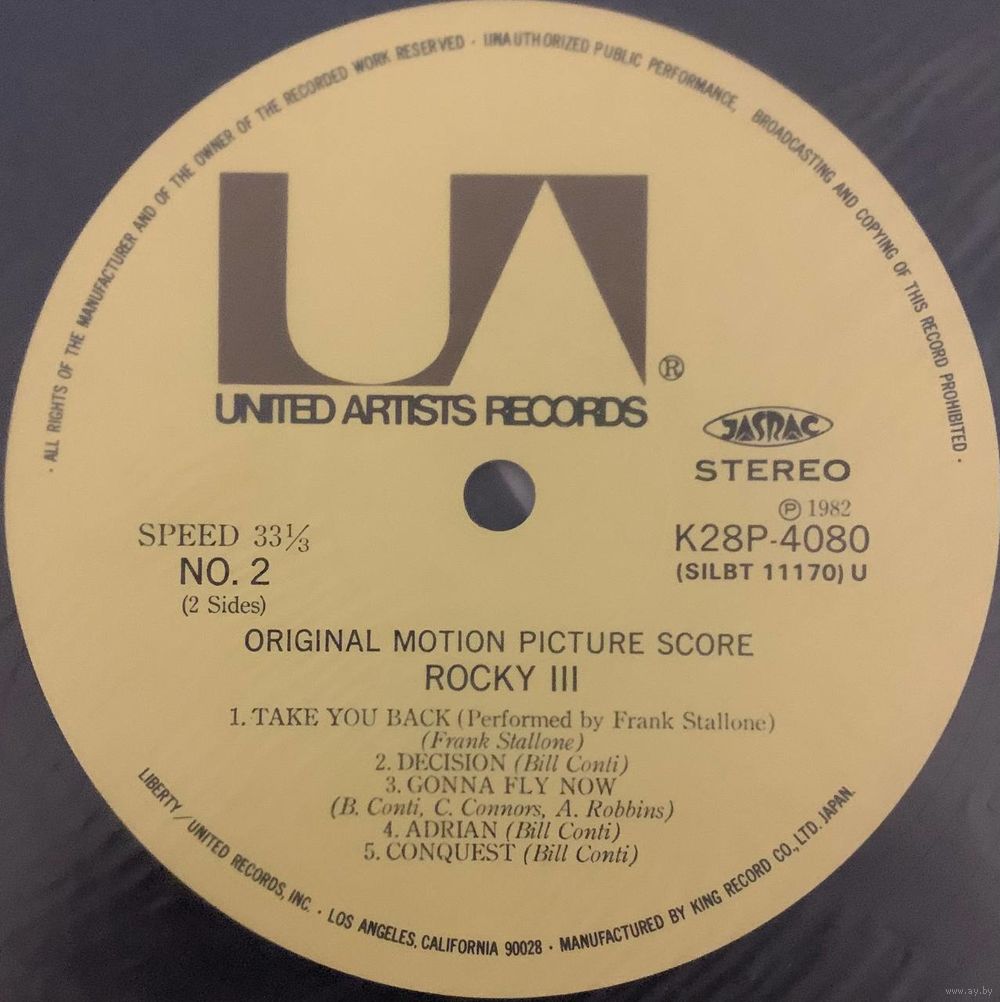 · ALL RIGHTS OF THE MANUFACTURER AND OF THE OWNER OF THE RECORDED WORK RESERVED · UNAUTHORIZED PUBLIC PERFORMANCE, BROADCASTING AND COPYING OF THIS RECORD PROHIBITED ·
UA
®
UNITED ARTISTS RECORDS
JASRAC
STEREO
Ⓟ 1982
SPEED 33⅓
K28P-4080
NO. 2
(SILBT 11170) U
(2 Sides)
ORIGINAL MOTION PICTURE SCORE
ROCKY III
1. TAKE YOU BACK (Performed by Frank Stallone)
(Frank Stallone)
2. DECISION (Bill Conti)
3. GONNA FLY NOW
(B. Conti, C. Connors, A. Robbins)
4. ADRIAN (Bill Conti)
5. CONQUEST (Bill Conti)
LIBERTY / UNITED RECORDS, INC. · LOS ANGELES, CALIFORNIA 90028 · MANUFACTURED BY KING RECORD CO., LTD. JAPAN.
www.ay.by